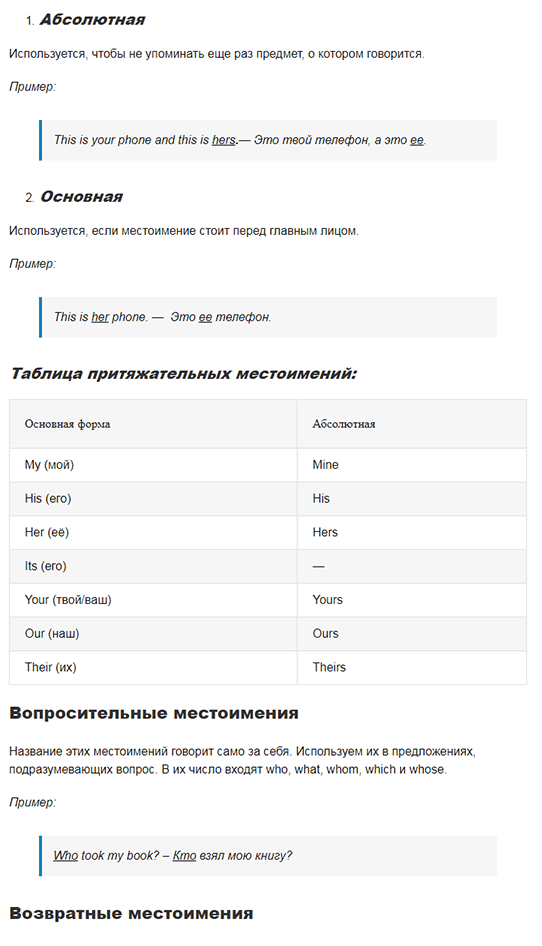 1. Абсолютная
Используется, чтобы не упоминать еще раз предмет, о котором говорится.
Пример:
This is your phone and this is hers.— Это твой телефон, а это ее.
2. Основная
Используется, если местоимение стоит перед главным лицом.
Пример:
This is her phone. — Это ее телефон.
Таблица притяжательных местоимений:
Основная форма Абсолютная
My (мой) Mine
His (его) His
Her (её) Hers
Its (его) —
Your (твой/ваш) Yours
Our (наш) Ours
Their (их) Theirs
Вопросительные местоимения
Название этих местоимений говорит само за себя. Используем их в предложениях,
подразумевающих вопрос. В их число входят who, what, whom, which и whose.
Пример:
Who took my book? – Кто взял мою книгу?
Возвратные местоимения